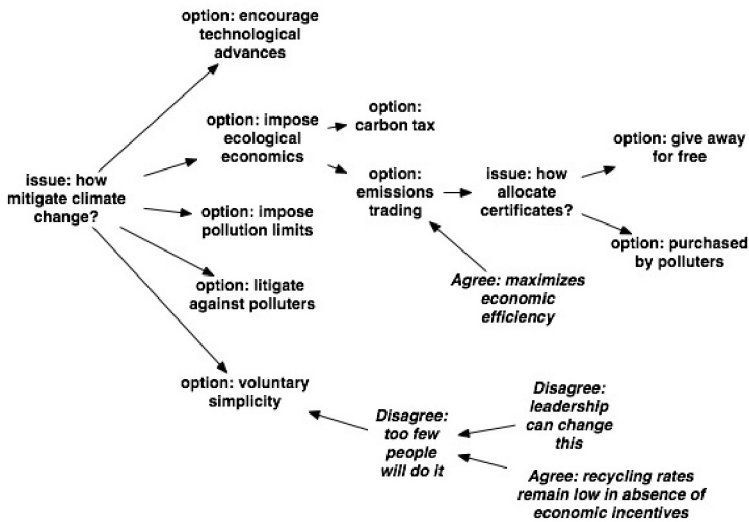 option: encourage
technological
advances
option: impose
ecological
economics
option:
carbon tax
option: give away
for free
issue: how
mitigate climate
change?
option:
emissions
trading
issue: how
allocate
certificates?
option: impose
pollution limits
option: purchased
by polluters
option: litigate
against polluters
Agree: maximizes
economic
efficiency
option: voluntary
simplicity
Disagree:
too few
people
will do it
Disagree:
leadership
can change
this
Agree: recycling rates
remain low in absence of
economic incentives